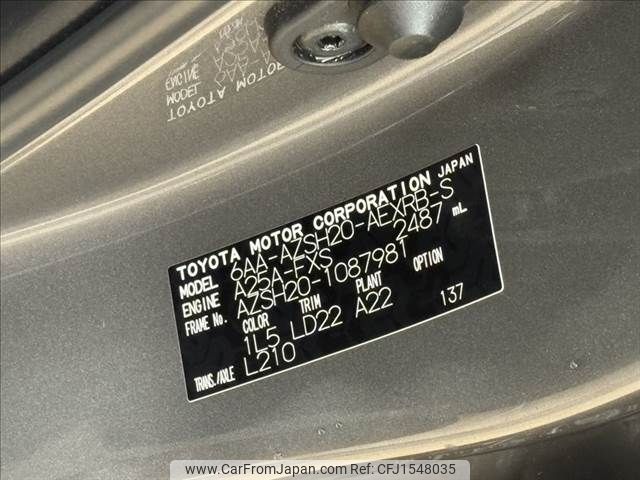 TOYOTA MOTOR CORPORATION JAPAN
MODEL 6AA-AZSH20-AEXRB-S
ENGINE A25A-FXS 2487 mL
FRAME No. AZSH20-1087981
COLOR TRIM PLANT OPTION
1L5 LD22 A22
TRANS./AXLE L210 137
www.CarFromJapan.com - CFJ1548035